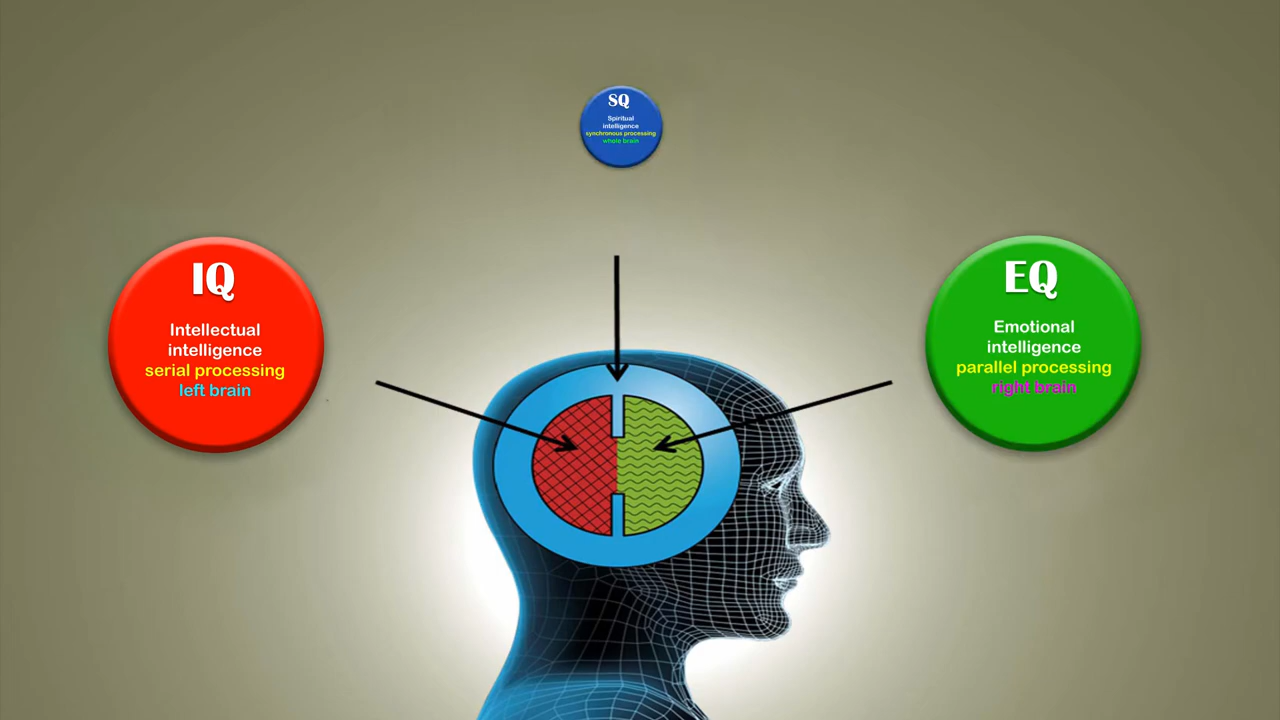 SQ
Spiritual
intelligence
synchronous processing
whole brain
IQ
Intellectual
intelligence
serial processing
left brain
EQ
Emotional
intelligence
parallel processing
right brain